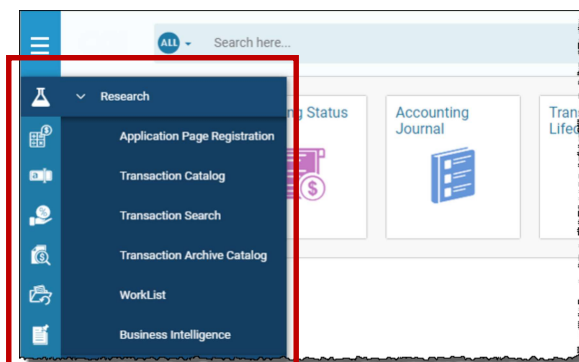 ALL
Search here...
Research
Application Page Registration
Transaction Catalog
Transaction Search
Transaction Archive Catalog
WorkList
Business Intelligence
Status
Accounting
Journal